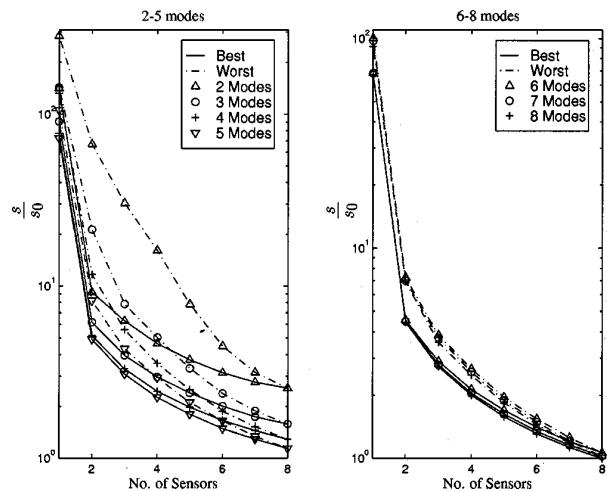 2-5 modes
Best
Worst
2 Modes
3 Modes
4 Modes
5 Modes
10^2
10^1
10^0
s/s_0
2 4 6 8
No. of Sensors
6-8 modes
Best
Worst
6 Modes
7 Modes
8 Modes
10^2
10^1
10^0
s/s_0
2 4 6 8
No. of Sensors